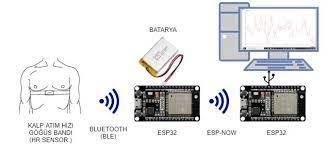 BATARYA
KALP ATIM HIZI
GÖĞÜS BANDI
(HR SENSOR )
BLUETOOTH
(BLE)
ESP32
ESP-NOW
ESP32